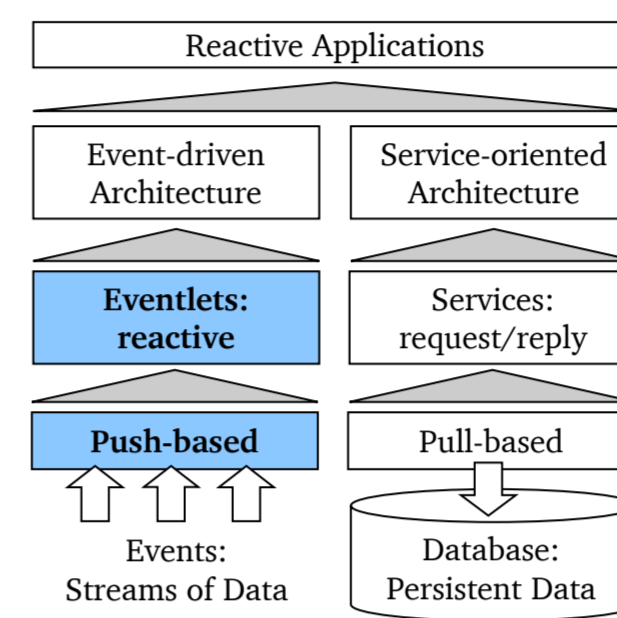 Reactive Applications
Event-driven
Architecture
Service-oriented
Architecture
Eventlets:
reactive
Services:
request/reply
Push-based
Pull-based
Events:
Streams of Data
Database:
Persistent Data